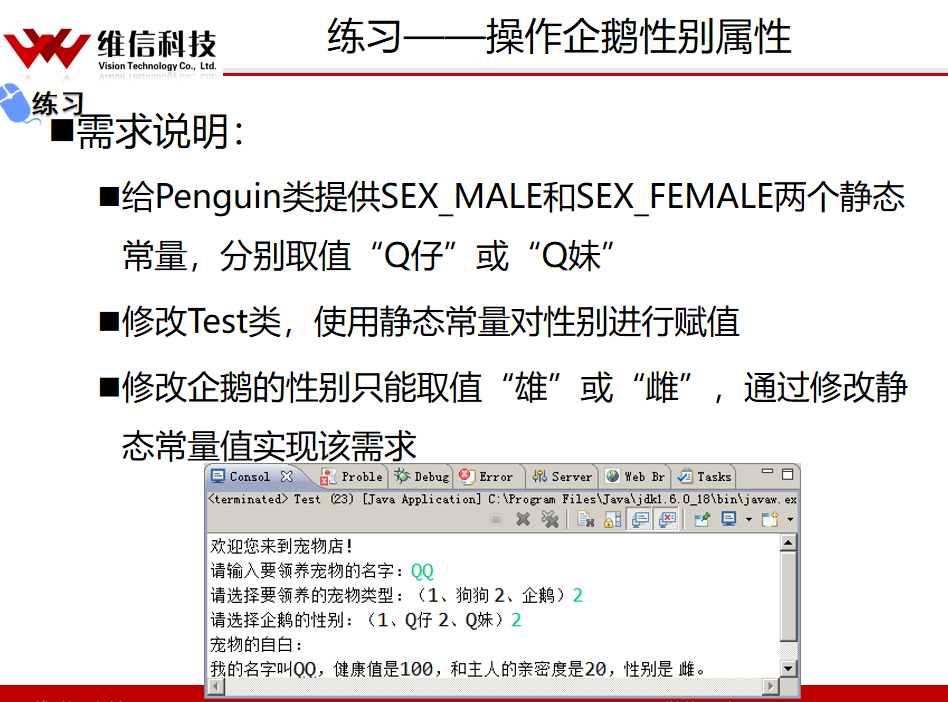 维信科技
Vision Technology Co., Ltd.
练习——操作企鹅性别属性
练习
■需求说明：
■给Penguin类提供SEX_MALE和SEX_FEMALE两个静态
常量，分别取值“Q仔”或“Q妹”
■修改Test类，使用静态常量对性别进行赋值
■修改企鹅的性别只能取值“雄”或“雌”，通过修改静
态常量值实现该需求
Consol Proble Debug Error Server Web Br Tasks
<terminated> Test (23) [Java Application] C:\Program Files\Java\jdk1.6.0_18\bin\javaw.ex
欢迎您来到宠物店！
请输入要领养宠物的名字：QQ
请选择要领养的宠物类型：（1、狗狗 2、企鹅）2
请选择企鹅的性别：（1、Q仔 2、Q妹）2
宠物的自白：
我的名字叫QQ，健康值是100，和主人的亲密度是20，性别是 雌。